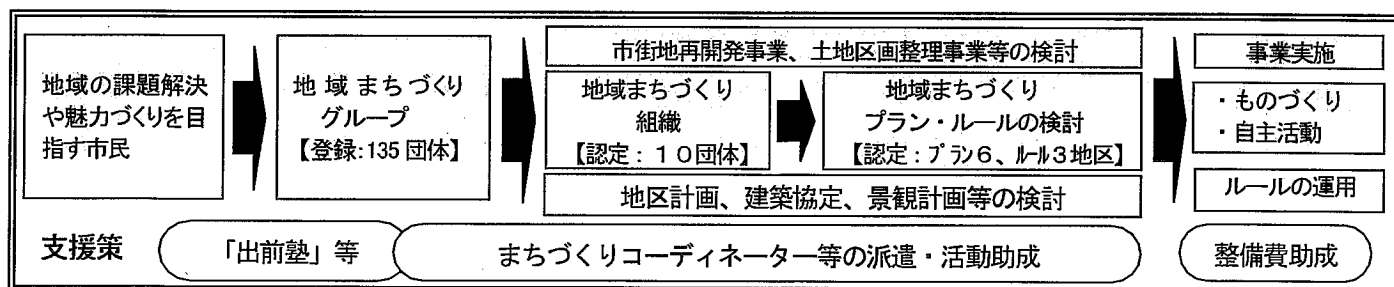 地域の課題解決
や魅力づくりを目
指す市民
地域まちづくり
グループ
【登録:135団体】
市街地再開発事業、土地区画整理事業等の検討
地域まちづくり
組織
【認定：１０団体】
地域まちづくり
プラン・ルールの検討
【認定：プラン6、ルール3地区】
地区計画、建築協定、景観計画等の検討
事業実施
・ものづくり
・自主活動
ルールの運用
支援策
「出前塾」等
まちづくりコーディネーター等の派遣・活動助成
整備費助成